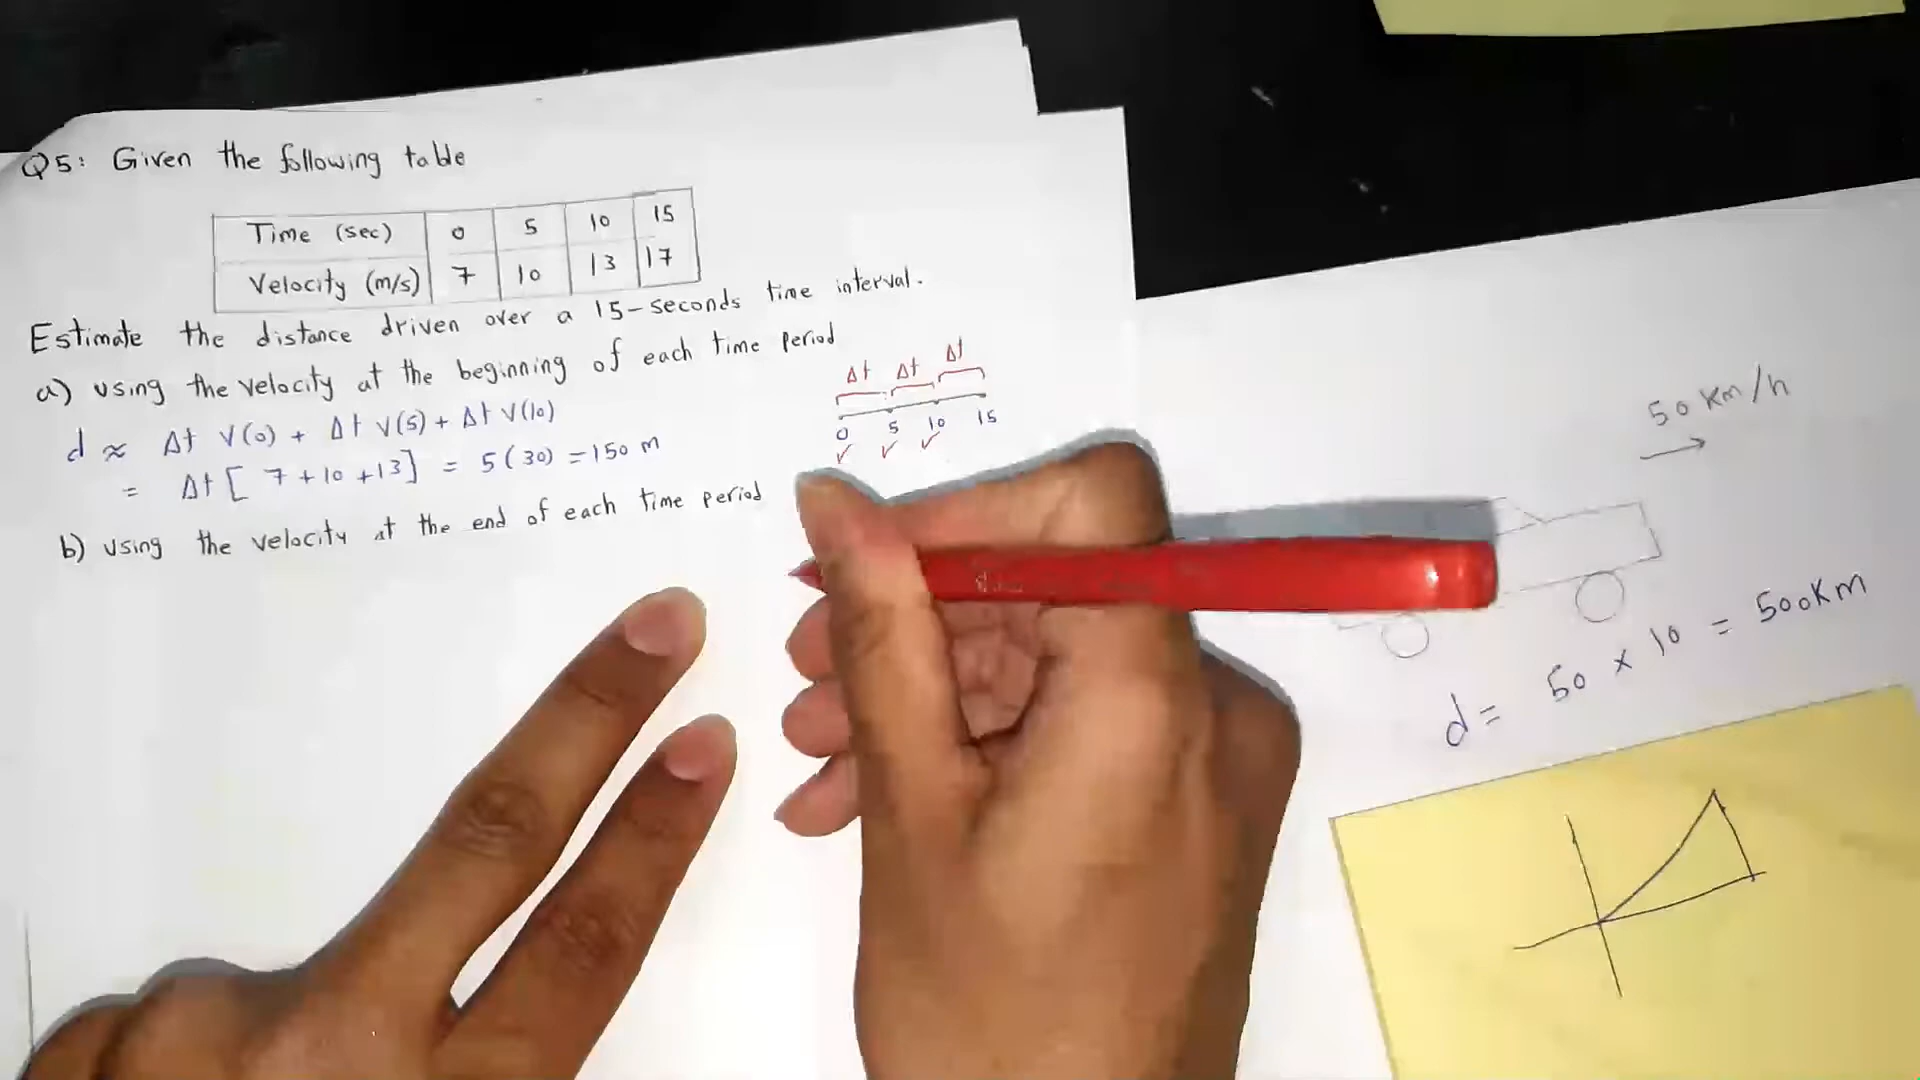 Q5: Given the following table
Time (sec) 0 5 10 15
Velocity (m/s) 7 10 13 17
Estimate the distance driven over a 15-seconds time interval.
a) using the velocity at the beginning of each time period
Δt Δt Δt
0 5 10 15
d ≈ Δt V(0) + Δt V(5) + Δt V(10)
= Δt [ 7 + 10 + 13] = 5(30) = 150 m
b) using the velocity at the end of each time period
50 km/h
d = 50 x 10 = 500Km